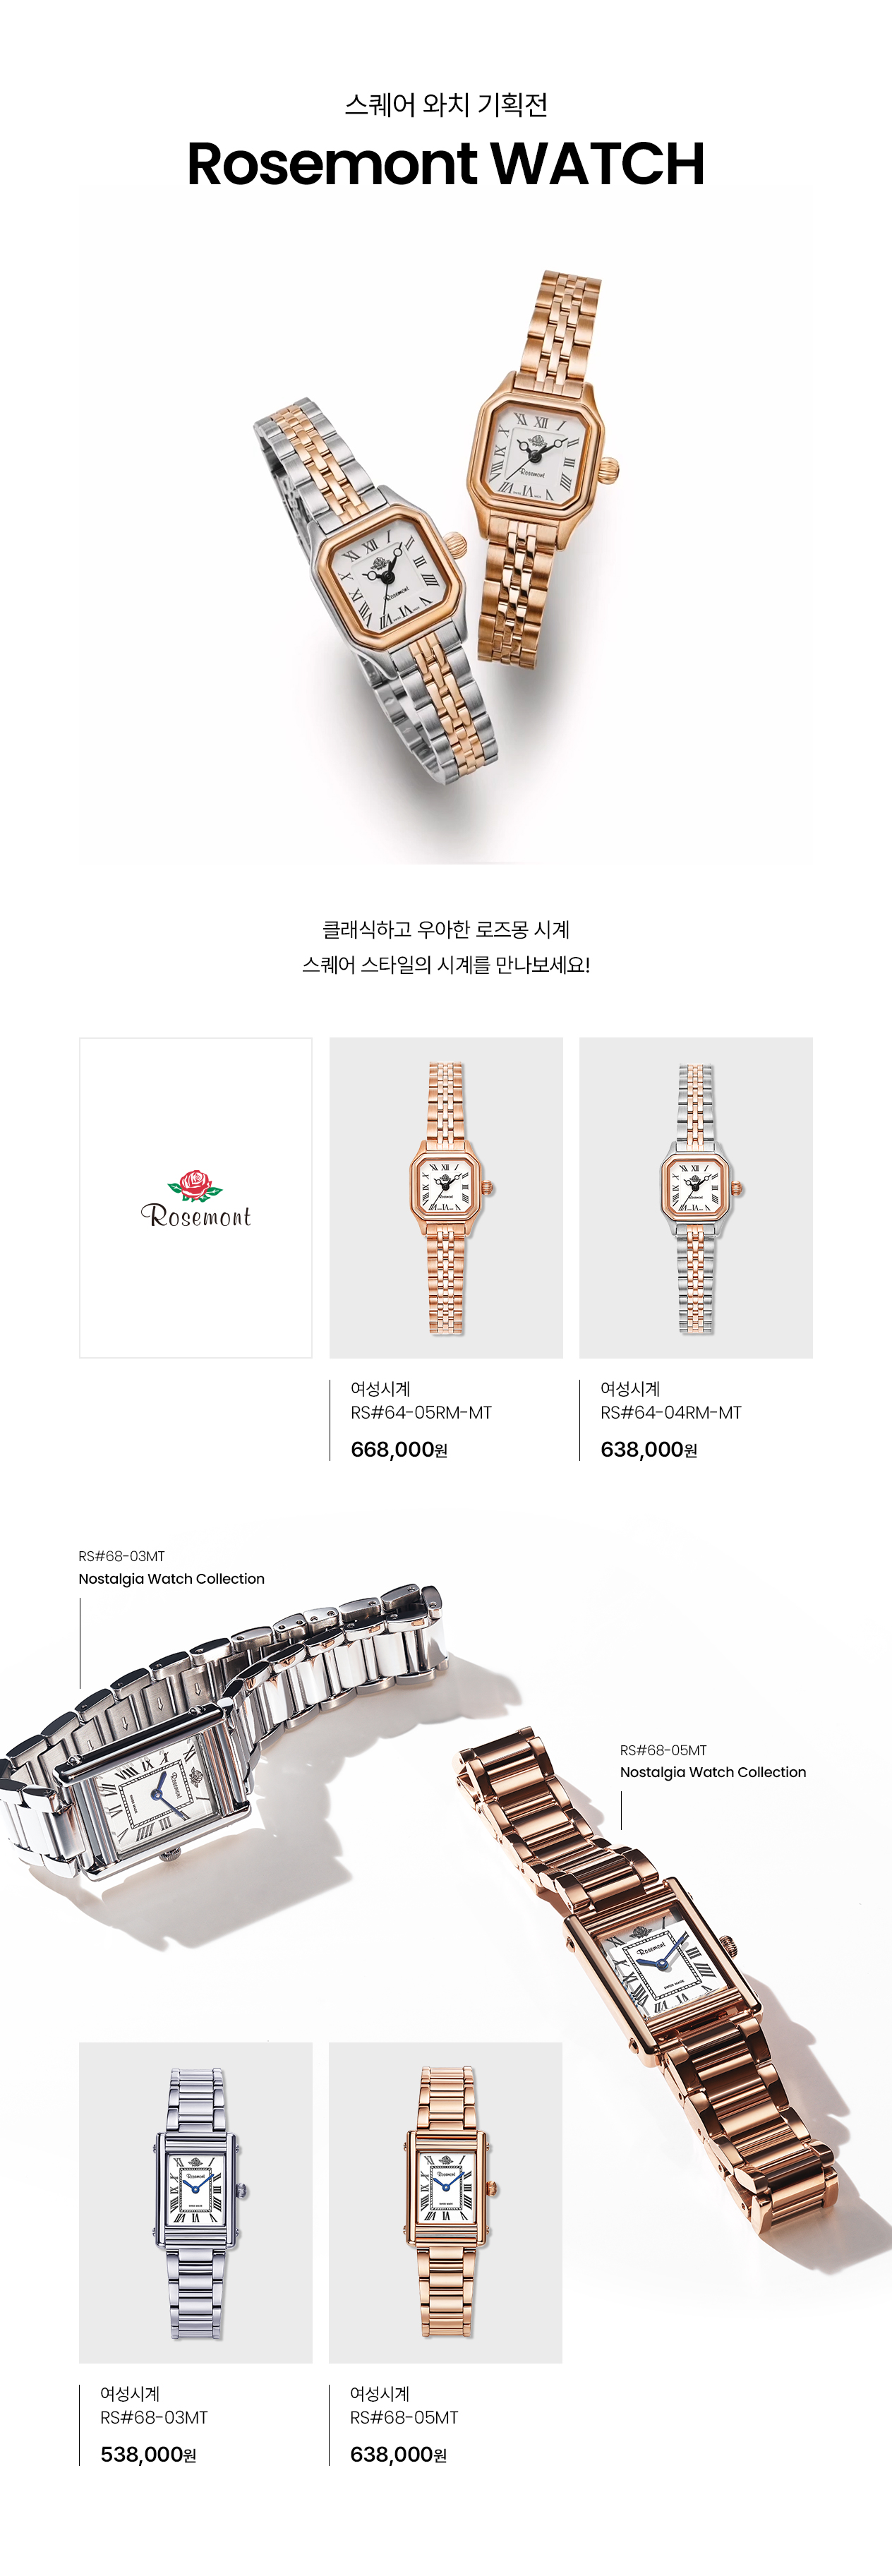 스퀘어 와치 기획전
Rosemont WATCH
클래식하고 우아한 로즈몽 시계
스퀘어 스타일의 시계를 만나보세요!
Rosemont
여성시계
RS#64-05RM-MT
668,000원
여성시계
RS#64-04RM-MT
638,000원
RS#68-03MT
Nostalgia Watch Collection
RS#68-05MT
Nostalgia Watch Collection
여성시계
RS#68-03MT
538,000원
여성시계
RS#68-05MT
638,000원